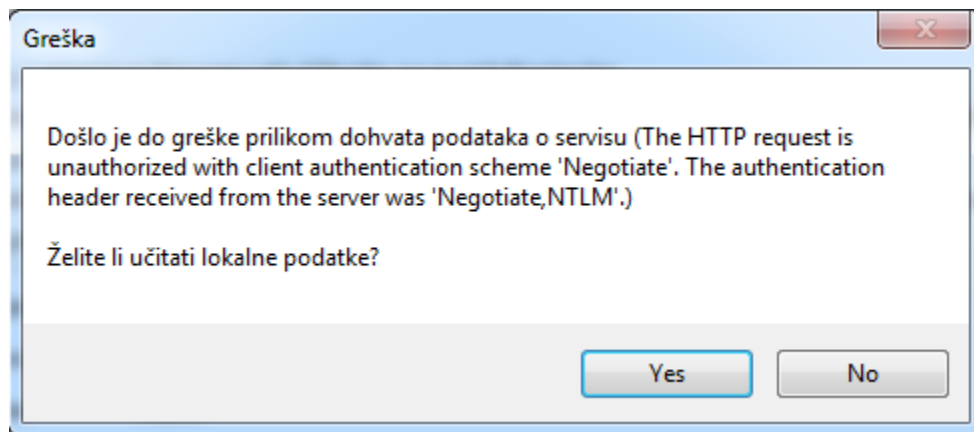 Greška
Došlo je do greške prilikom dohvata podataka o servisu (The HTTP request is
unauthorized with client authentication scheme 'Negotiate'. The authentication
header received from the server was 'Negotiate,NTLM'.)
Želite li učitati lokalne podatke?
Yes No